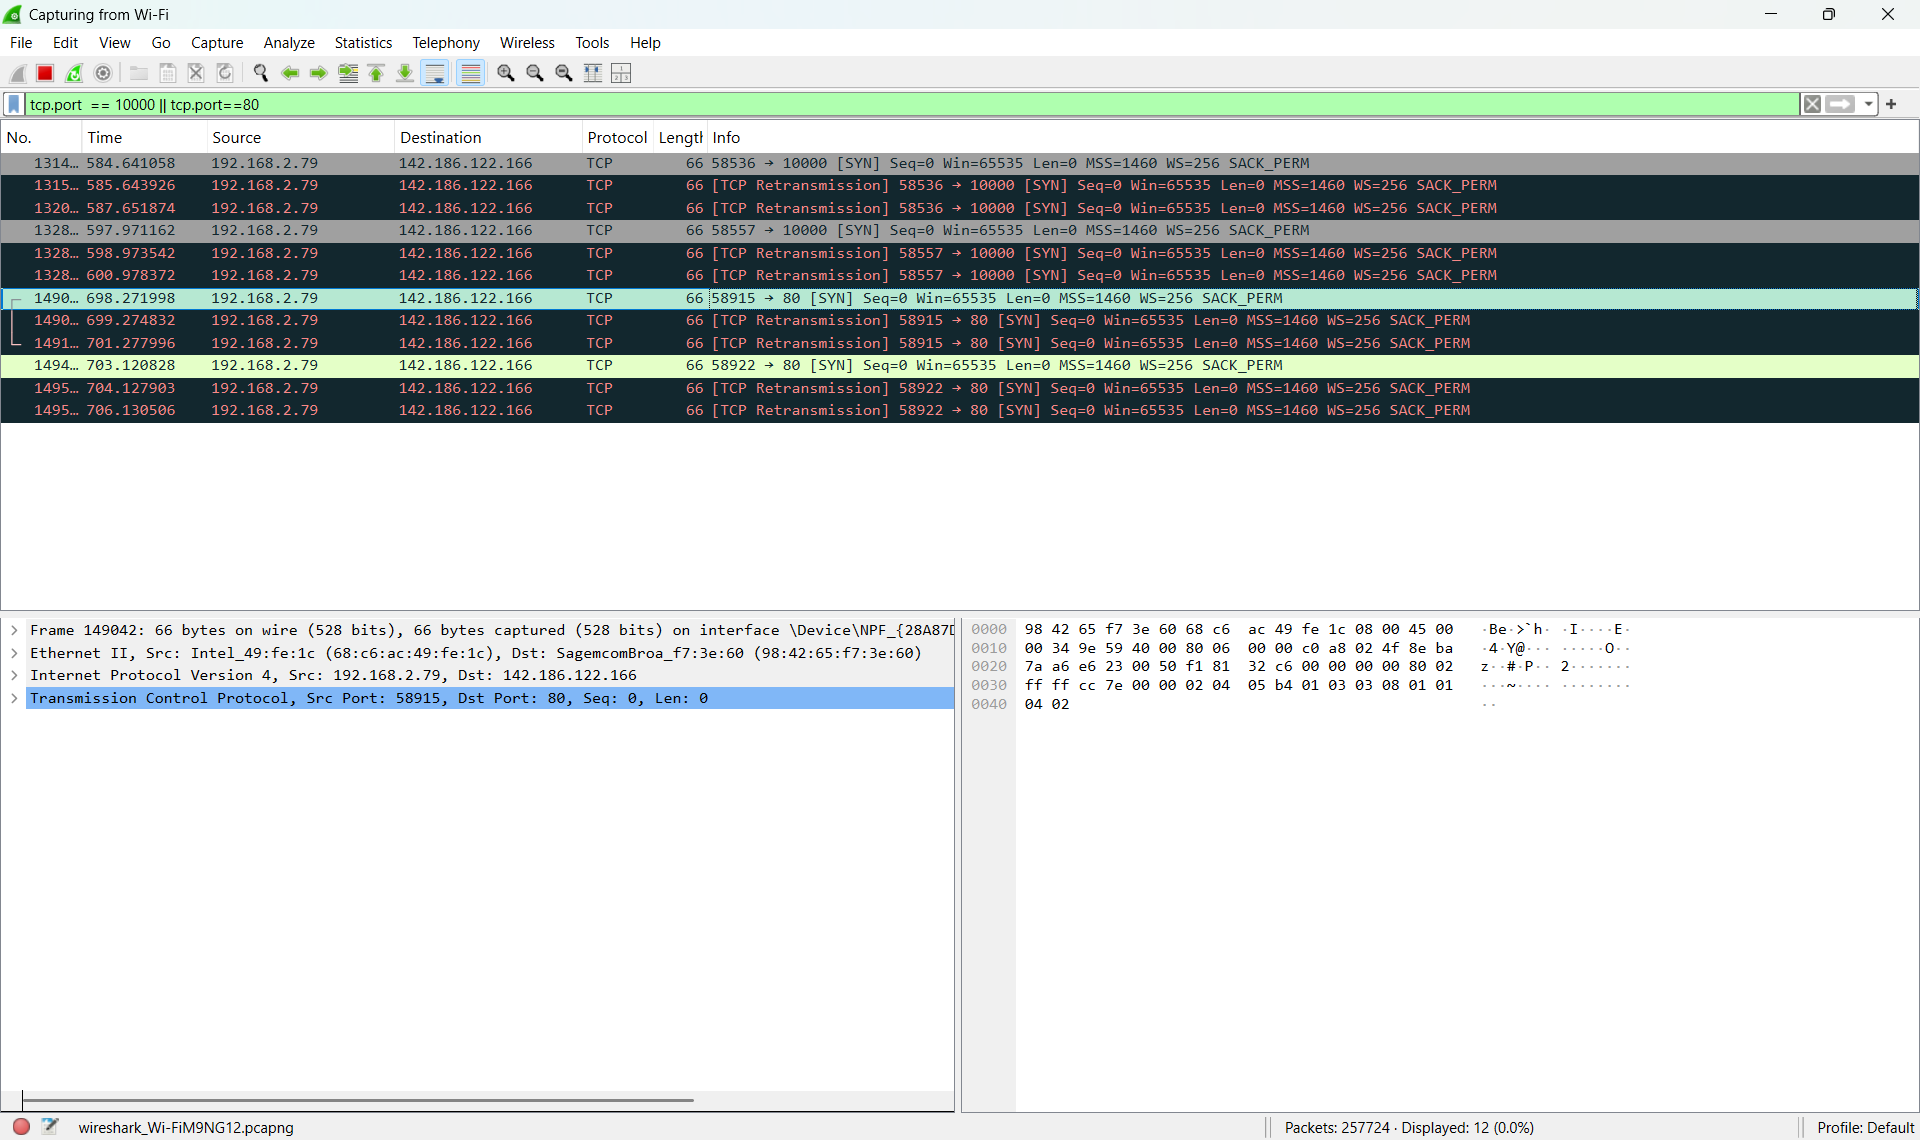 Capturing from Wi-Fi
File Edit View Go Capture Analyze Statistics Telephony Wireless Tools Help
tcp.port == 10000 || tcp.port==80
No. Time Source Destination Protocol Length Info
1314… 584.641058 192.168.2.79 142.186.122.166 TCP 66 58536 → 10000 [SYN] Seq=0 Win=65535 Len=0 MSS=1460 WS=256 SACK_PERM
1315… 585.643926 192.168.2.79 142.186.122.166 TCP 66 [TCP Retransmission] 58536 → 10000 [SYN] Seq=0 Win=65535 Len=0 MSS=1460 WS=256 SACK_PERM
1320… 587.651874 192.168.2.79 142.186.122.166 TCP 66 [TCP Retransmission] 58536 → 10000 [SYN] Seq=0 Win=65535 Len=0 MSS=1460 WS=256 SACK_PERM
1328… 597.971162 192.168.2.79 142.186.122.166 TCP 66 58557 → 10000 [SYN] Seq=0 Win=65535 Len=0 MSS=1460 WS=256 SACK_PERM
1328… 598.973542 192.168.2.79 142.186.122.166 TCP 66 [TCP Retransmission] 58557 → 10000 [SYN] Seq=0 Win=65535 Len=0 MSS=1460 WS=256 SACK_PERM
1328… 600.978372 192.168.2.79 142.186.122.166 TCP 66 [TCP Retransmission] 58557 → 10000 [SYN] Seq=0 Win=65535 Len=0 MSS=1460 WS=256 SACK_PERM
1490… 698.271998 192.168.2.79 142.186.122.166 TCP 66 58915 → 80 [SYN] Seq=0 Win=65535 Len=0 MSS=1460 WS=256 SACK_PERM
1490… 699.274832 192.168.2.79 142.186.122.166 TCP 66 [TCP Retransmission] 58915 → 80 [SYN] Seq=0 Win=65535 Len=0 MSS=1460 WS=256 SACK_PERM
1491… 701.277996 192.168.2.79 142.186.122.166 TCP 66 [TCP Retransmission] 58915 → 80 [SYN] Seq=0 Win=65535 Len=0 MSS=1460 WS=256 SACK_PERM
1494… 703.120828 192.168.2.79 142.186.122.166 TCP 66 58922 → 80 [SYN] Seq=0 Win=65535 Len=0 MSS=1460 WS=256 SACK_PERM
1495… 704.127903 192.168.2.79 142.186.122.166 TCP 66 [TCP Retransmission] 58922 → 80 [SYN] Seq=0 Win=65535 Len=0 MSS=1460 WS=256 SACK_PERM
1495… 706.130506 192.168.2.79 142.186.122.166 TCP 66 [TCP Retransmission] 58922 → 80 [SYN] Seq=0 Win=65535 Len=0 MSS=1460 WS=256 SACK_PERM
Frame 149042: 66 bytes on wire (528 bits), 66 bytes captured (528 bits) on interface \Device\NPF_{28A87D
Ethernet II, Src: Intel_49:fe:1c (68:c6:ac:49:fe:1c), Dst: SagemcomBroa_f7:3e:60 (98:42:65:f7:3e:60)
Internet Protocol Version 4, Src: 192.168.2.79, Dst: 142.186.122.166
Transmission Control Protocol, Src Port: 58915, Dst Port: 80, Seq: 0, Len: 0
0000 98 42 65 f7 3e 60 68 c6 ac 49 fe 1c 08 00 45 00 ·Be·>`h· ·I····E·
0010 00 34 9e 59 40 00 80 06 00 00 c0 a8 02 4f 8e ba ·4·Y@··· ·····O··
0020 7a a6 e6 23 00 50 f1 81 32 c6 00 00 00 00 80 02 z··#·P·· 2·······
0030 ff ff cc 7e 00 00 02 04 05 b4 01 03 03 08 01 01 ···~···· ········
0040 04 02 ··
wireshark_Wi-FiM9NG12.pcapng
Packets: 257724 · Displayed: 12 (0.0%)
Profile: Default